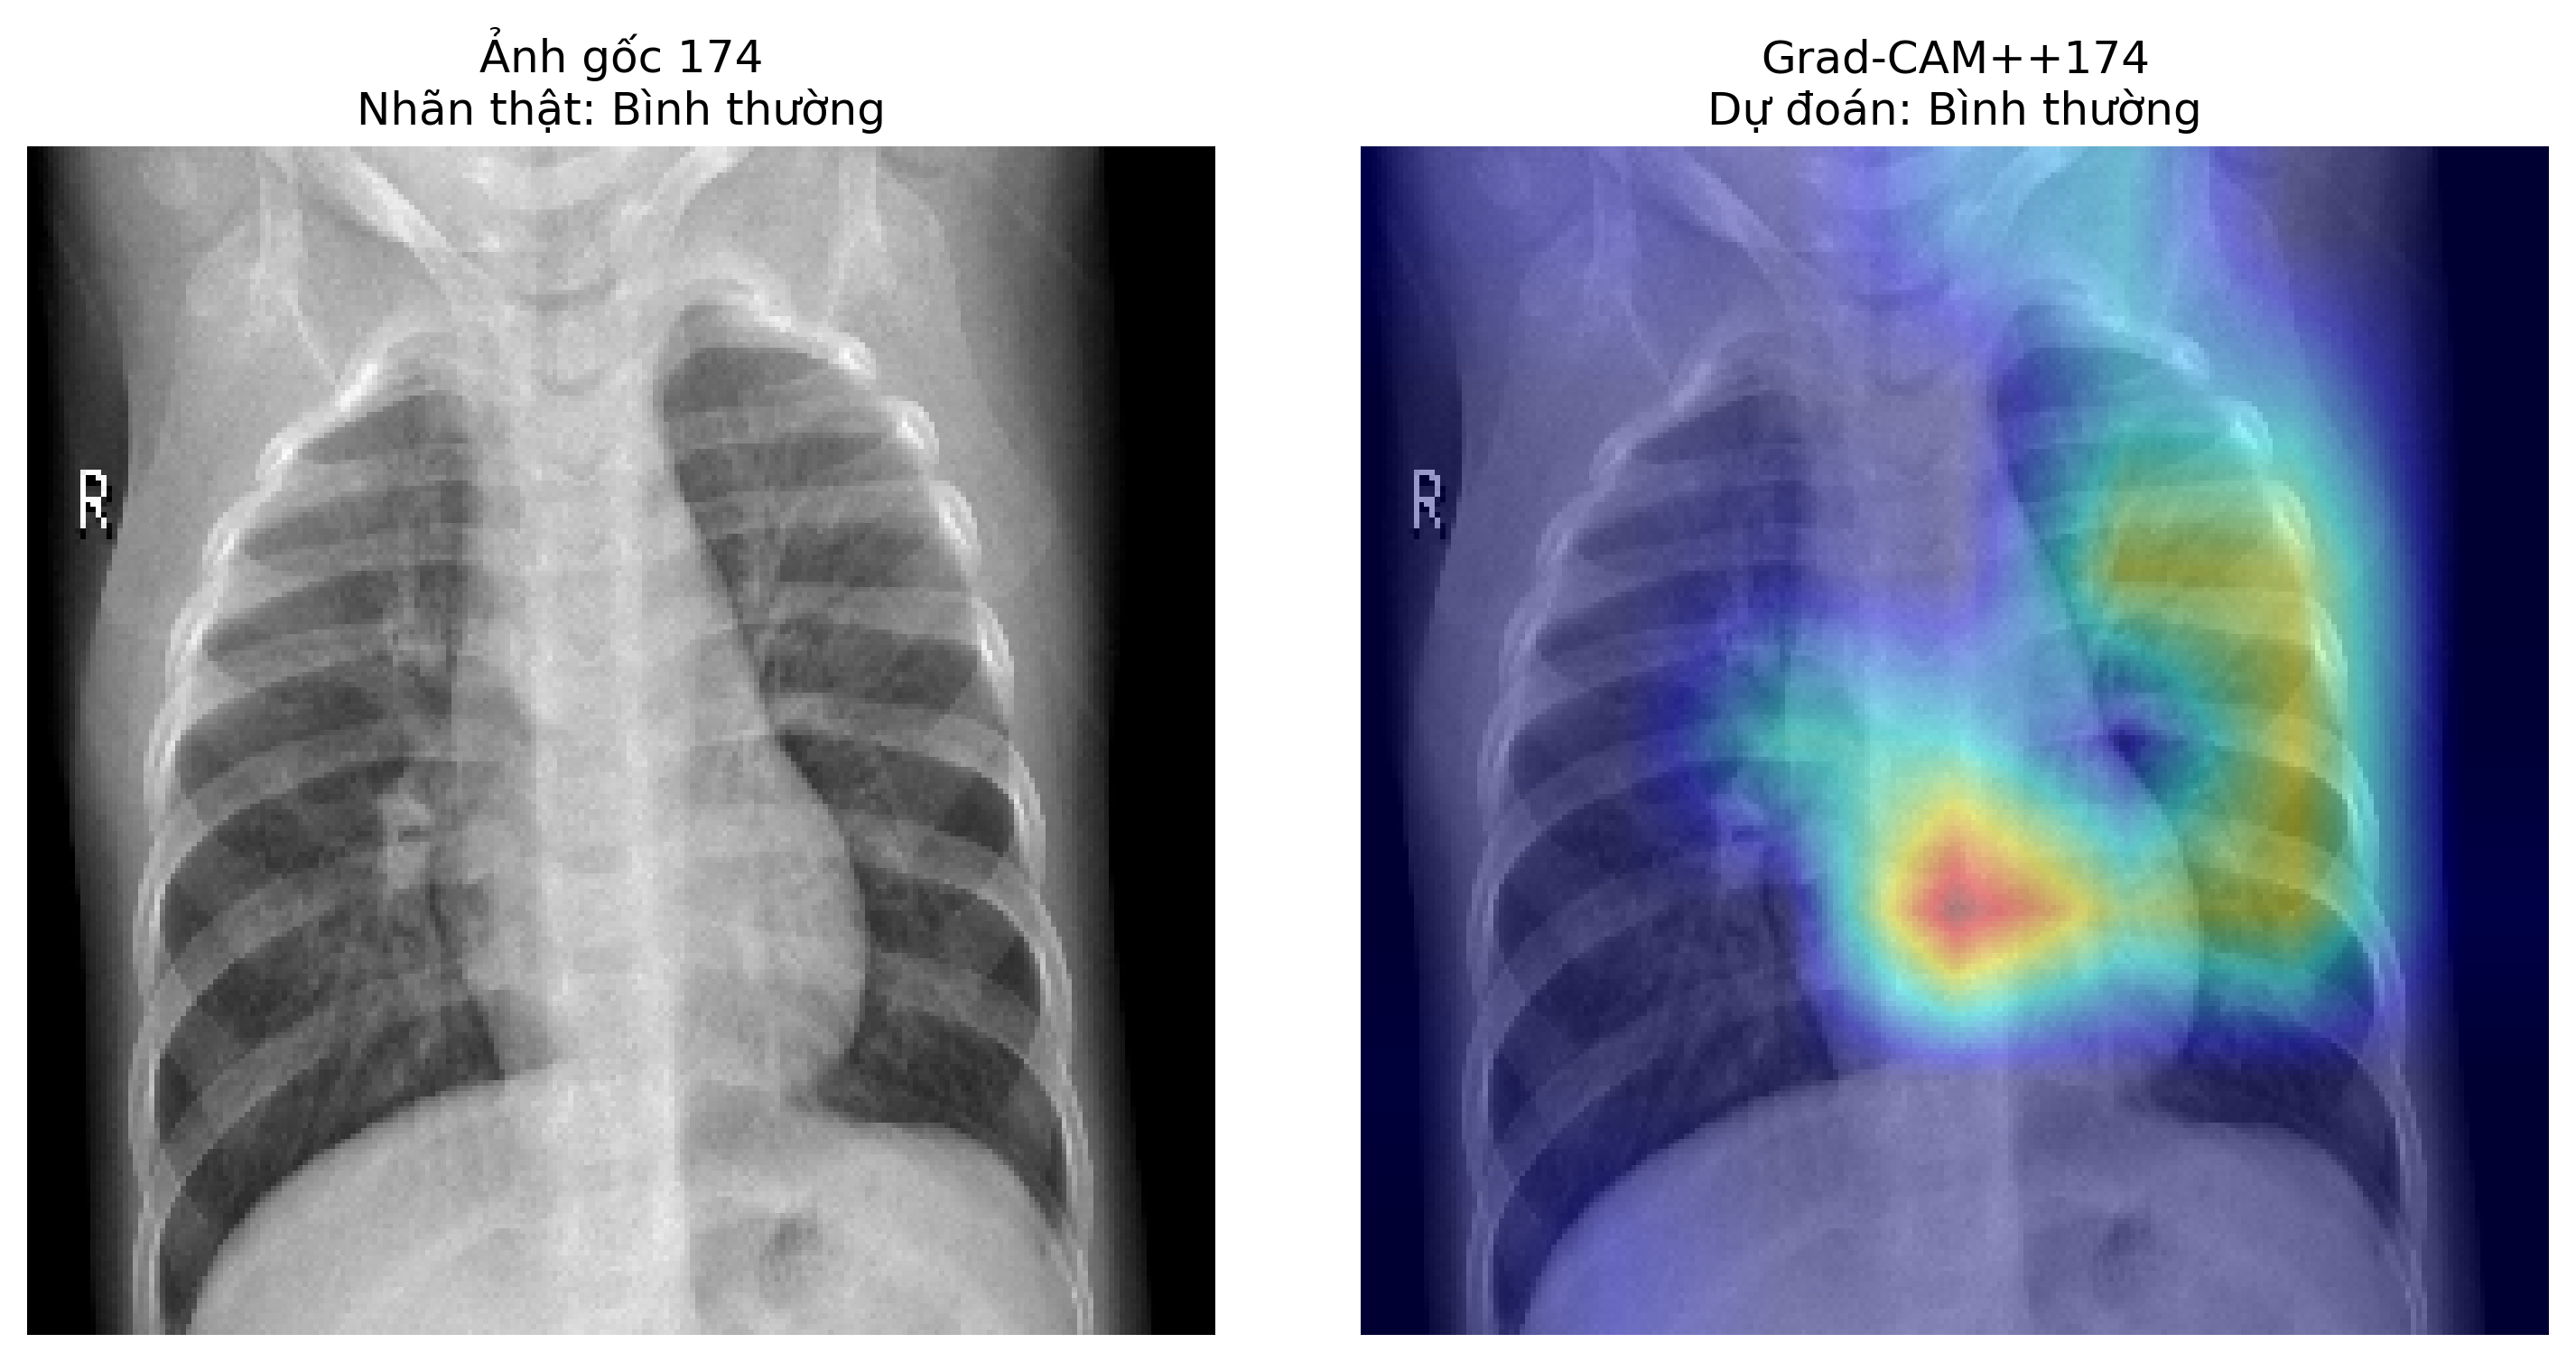 Ảnh gốc 174
Nhãn thật: Bình thường
Grad-CAM++174
Dự đoán: Bình thường
R
R